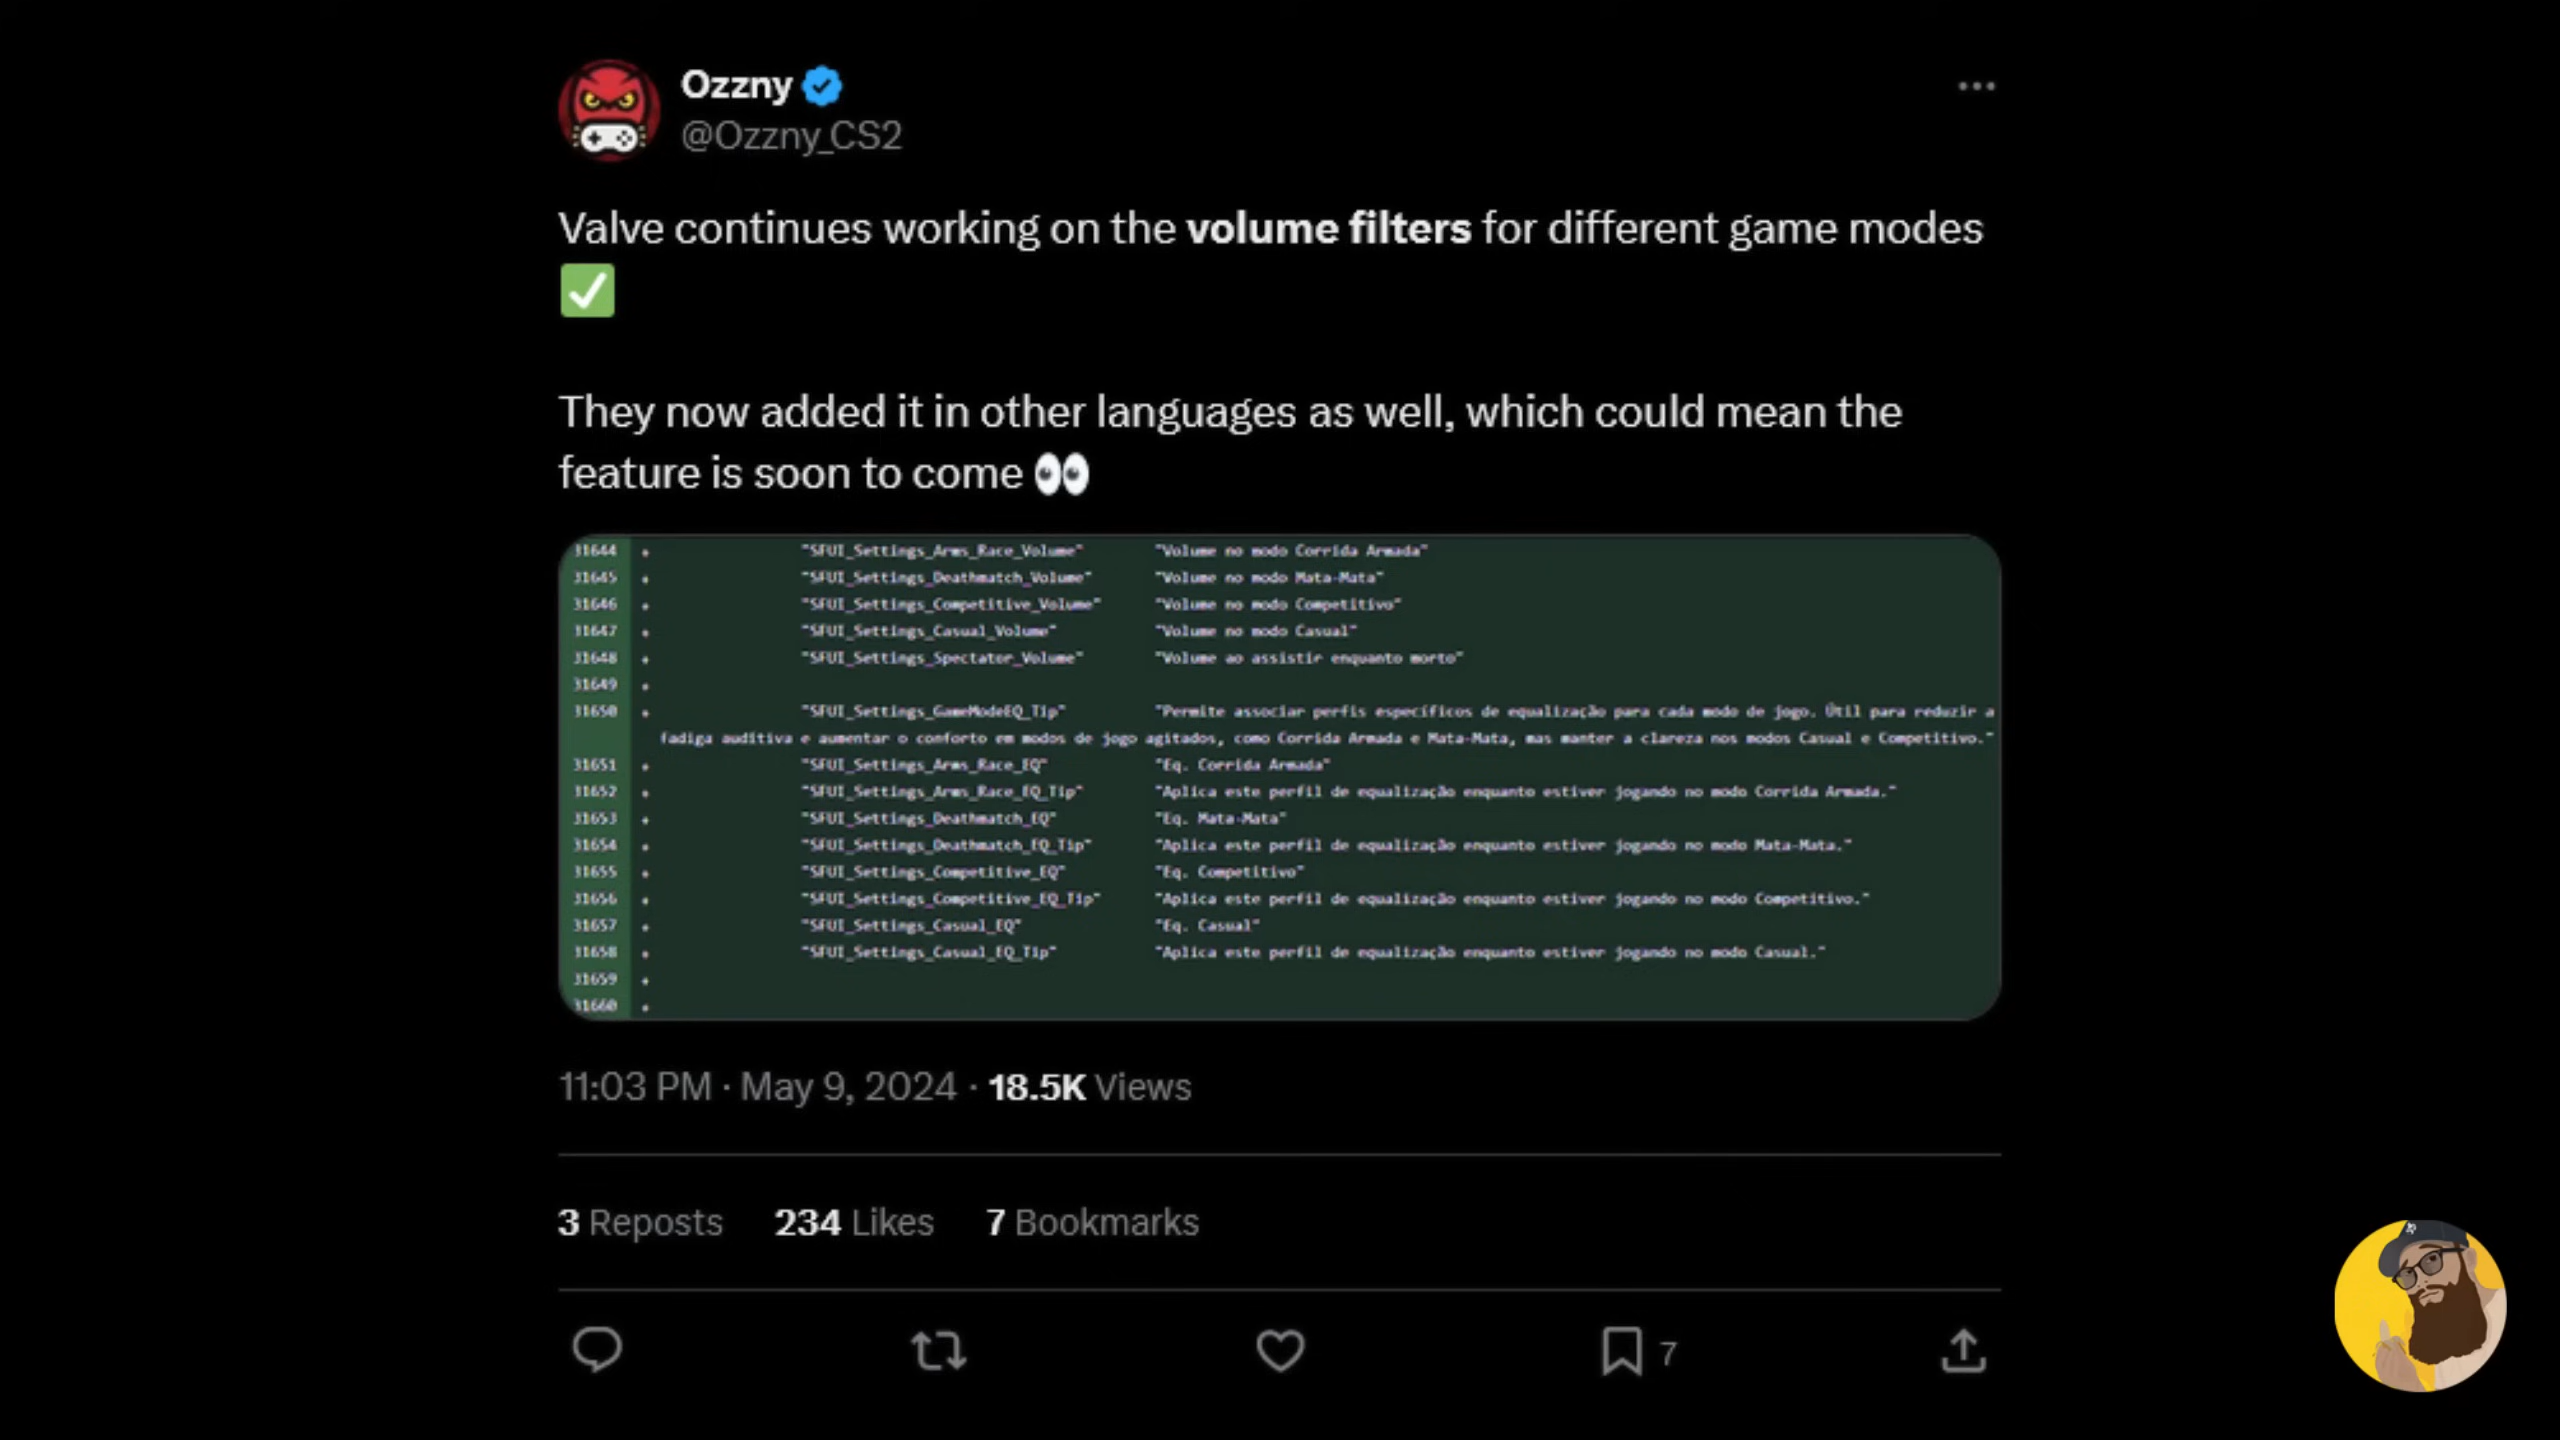 Ozzny
@Ozzny_CS2
Valve continues working on the volume filters for different game modes
✅
They now added it in other languages as well, which could mean the
feature is soon to come 👀
31644 + "SFUI_Settings_Arms_Race_Volume" "Volume no modo Corrida Armada"
31645 + "SFUI_Settings_Deathmatch_Volume" "Volume no modo Mata-Mata"
31646 + "SFUI_Settings_Competitive_Volume" "Volume no modo Competitivo"
31647 + "SFUI_Settings_Casual_Volume" "Volume no modo Casual"
31648 + "SFUI_Settings_Spectator_Volume" "Volume ao assistir enquanto morto"
31649 +
31650 + "SFUI_Settings_GameModeEQ_Tip" "Permite associar perfis específicos de equalização para cada modo de jogo. Útil para reduzir a
fadiga auditiva e aumentar o conforto em modos de jogo agitados, como Corrida Armada e Mata-Mata, mas manter a clareza nos modos Casual e Competitivo."
31651 + "SFUI_Settings_Arms_Race_EQ" "Eq. Corrida Armada"
31652 + "SFUI_Settings_Arms_Race_EQ_Tip" "Aplica este perfil de equalização enquanto estiver jogando no modo Corrida Armada."
31653 + "SFUI_Settings_Deathmatch_EQ" "Eq. Mata-Mata"
31654 + "SFUI_Settings_Deathmatch_EQ_Tip" "Aplica este perfil de equalização enquanto estiver jogando no modo Mata-Mata."
31655 + "SFUI_Settings_Competitive_EQ" "Eq. Competitivo"
31656 + "SFUI_Settings_Competitive_EQ_Tip" "Aplica este perfil de equalização enquanto estiver jogando no modo Competitivo."
31657 + "SFUI_Settings_Casual_EQ" "Eq. Casual"
31658 + "SFUI_Settings_Casual_EQ_Tip" "Aplica este perfil de equalização enquanto estiver jogando no modo Casual."
31659 +
31660 +
11:03 PM · May 9, 2024 · 18.5K Views
3 Reposts 234 Likes 7 Bookmarks
7